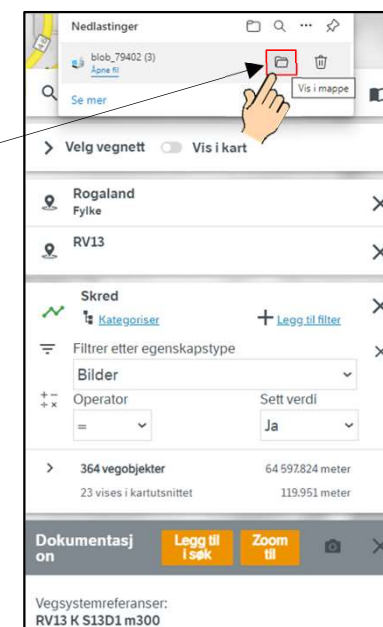 Nedlastinger
blob_79402 (3)
Åpne fil
Vis i mappe
Se mer
Velg vegnett Vis i kart
Rogaland
Fylke
RV13
Skred
Kategoriser + Legg til filter
Filtrer etter egenskapstype
Bilder
Operator Sett verdi
= Ja
364 vegobjekter 64 597.824 meter
23 vises i kartutsnittet 119.951 meter
Dokumentasj Legg til Zoom
on i søk til
Vegsystemreferanser:
RV13 K S13D1 m300